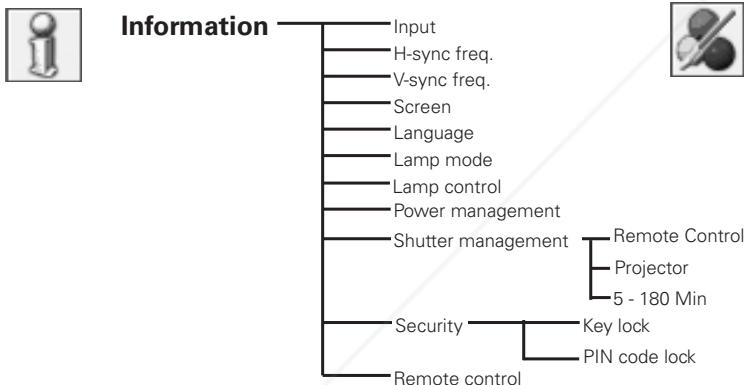 Information
Input
H-sync freq.
V-sync freq.
Screen
Language
Lamp mode
Lamp control
Power management
Shutter management
Remote Control
Projector
5 - 180 Min
Security
Key lock
PIN code lock
Remote control